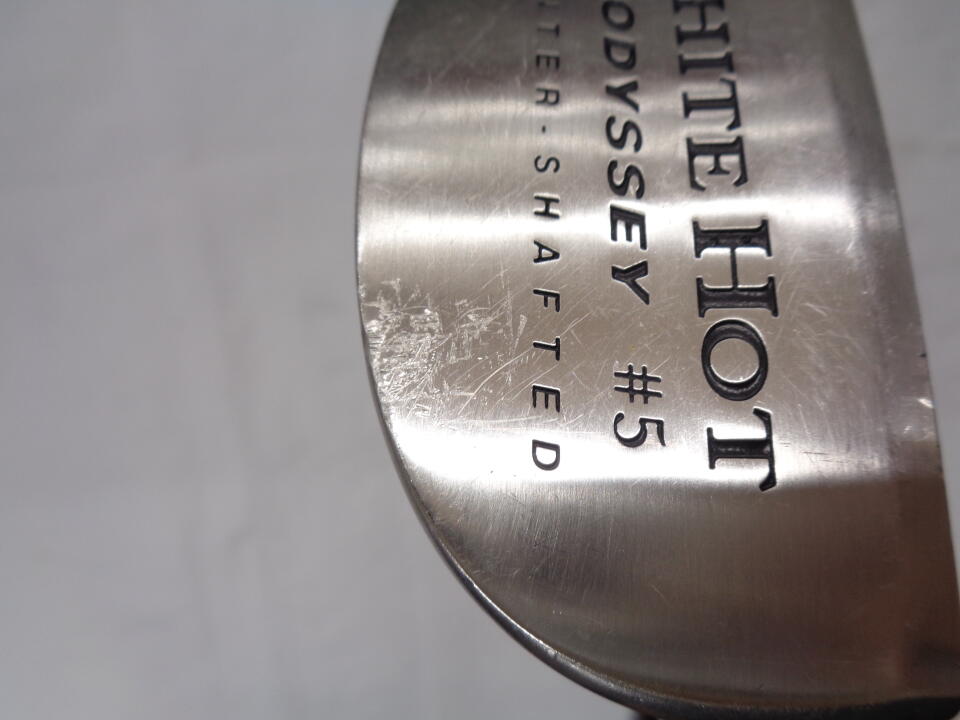 HITE HOT
ODYSSEY #5
TER-SHAFTED